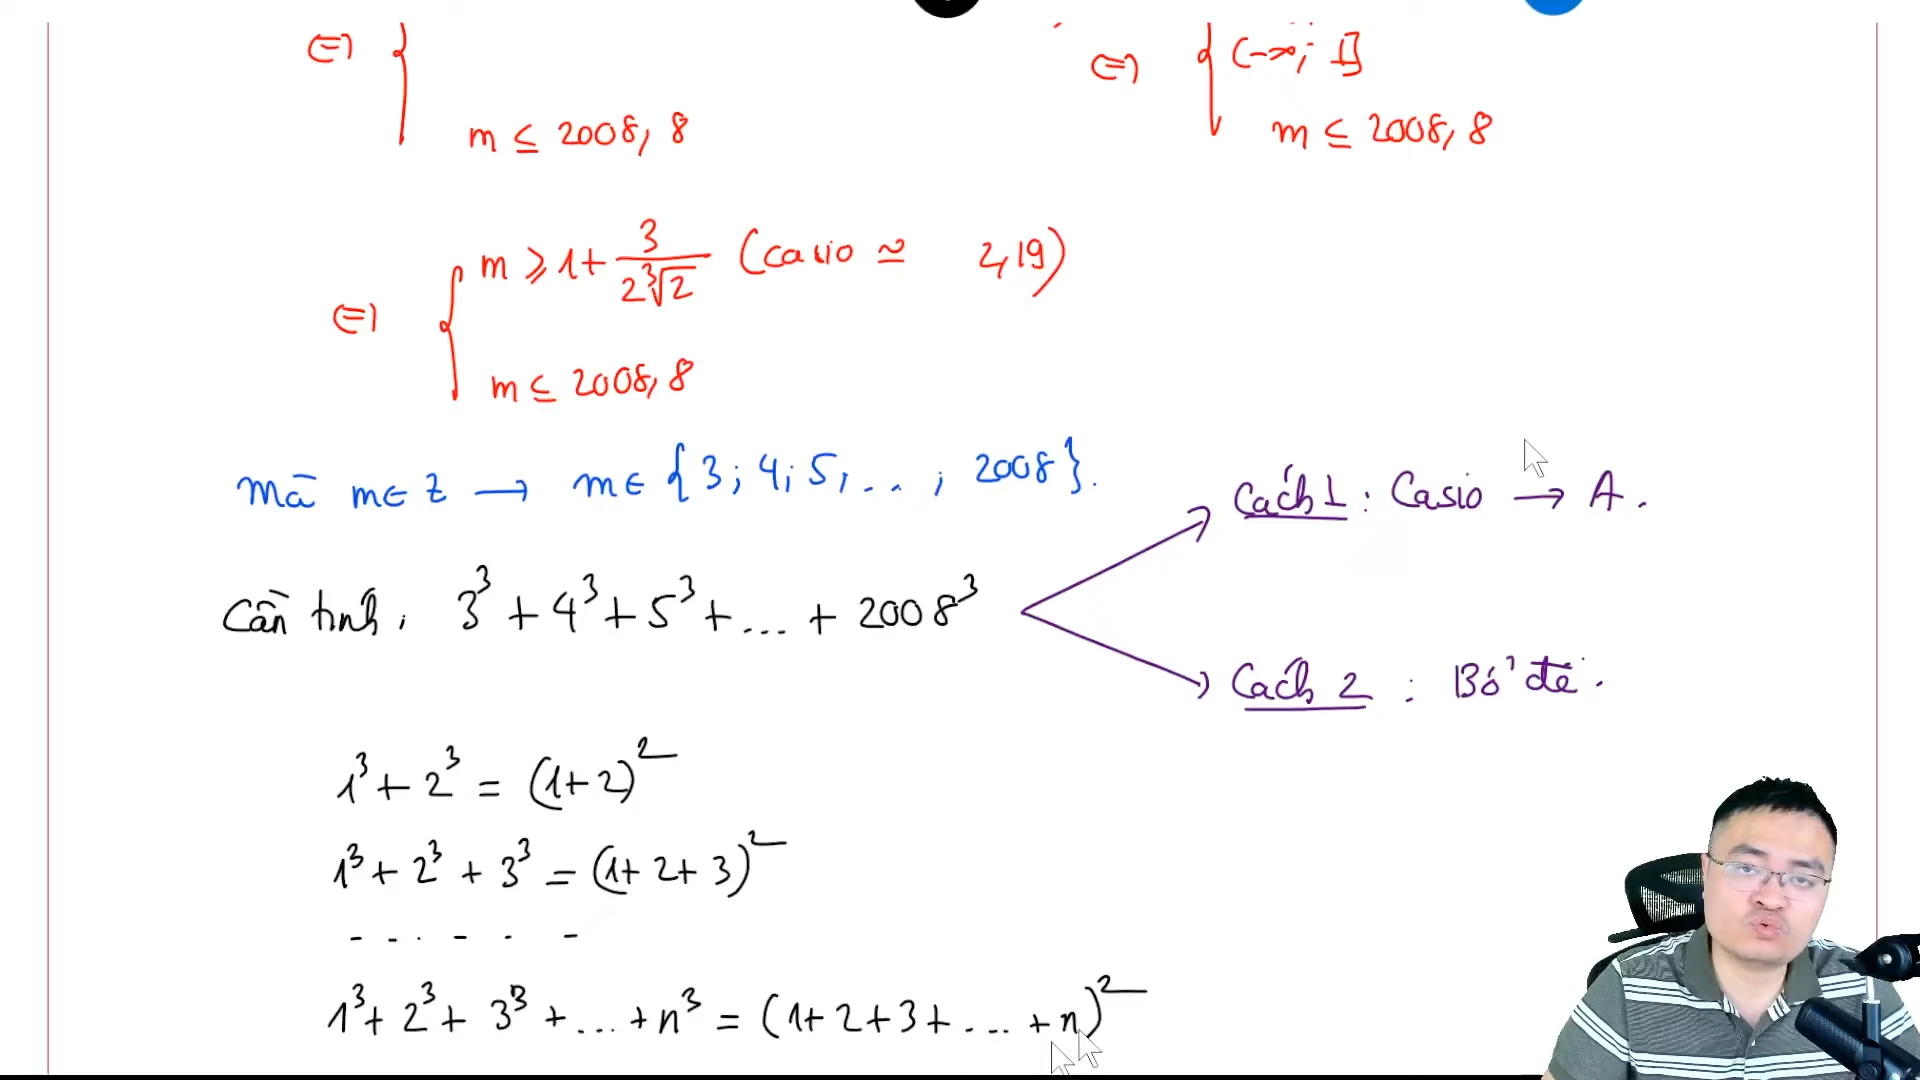 ⇔ {
m ≤ 2008,8
⇔ { (-∞; 1]
m ≤ 2008,8
⇔ { m ⩾ 1 + 3/(2∛2) (casio ≃ 2,19)
m ≤ 2008,8
mà m ∈ Z → m ∈ {3; 4; 5; ... ; 2008}.
Cần tính: 3³ + 4³ + 5³ + ... + 2008³
Cách 1 : Casio → A.
Cách 2 : Bổ đề.
1³ + 2³ = (1+2)²
1³ + 2³ + 3³ = (1+2+3)²
- - . - . -
1³ + 2³ + 3³ + ... + n³ = (1+2+3+ ... + n)²